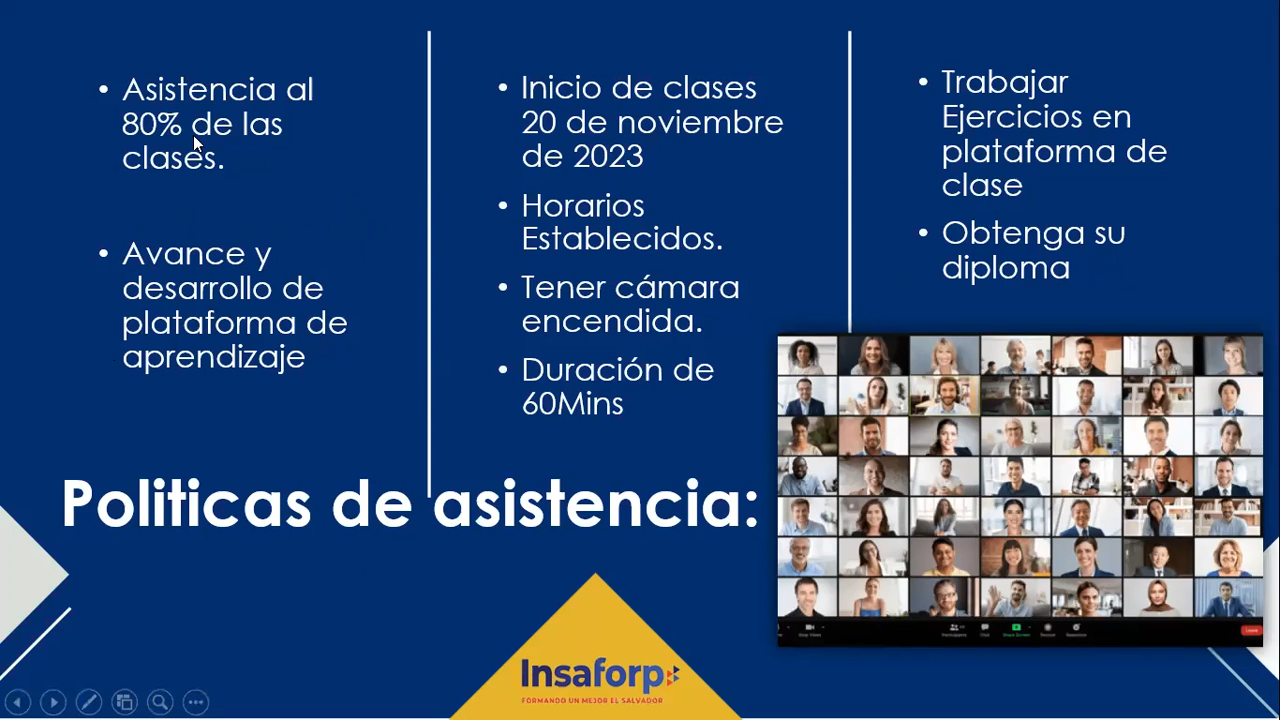 • Asistencia al
80% de las
clases.
• Avance y
desarrollo de
plataforma de
aprendizaje
• Inicio de clases
20 de noviembre
de 2023
• Horarios
Establecidos.
• Tener cámara
encendida.
• Duración de
60Mins
• Trabajar
Ejercicios en
plataforma de
clase
• Obtenga su
diploma
Politicas de asistencia:
Insaforp
FORMANDO UN MEJOR EL SALVADOR